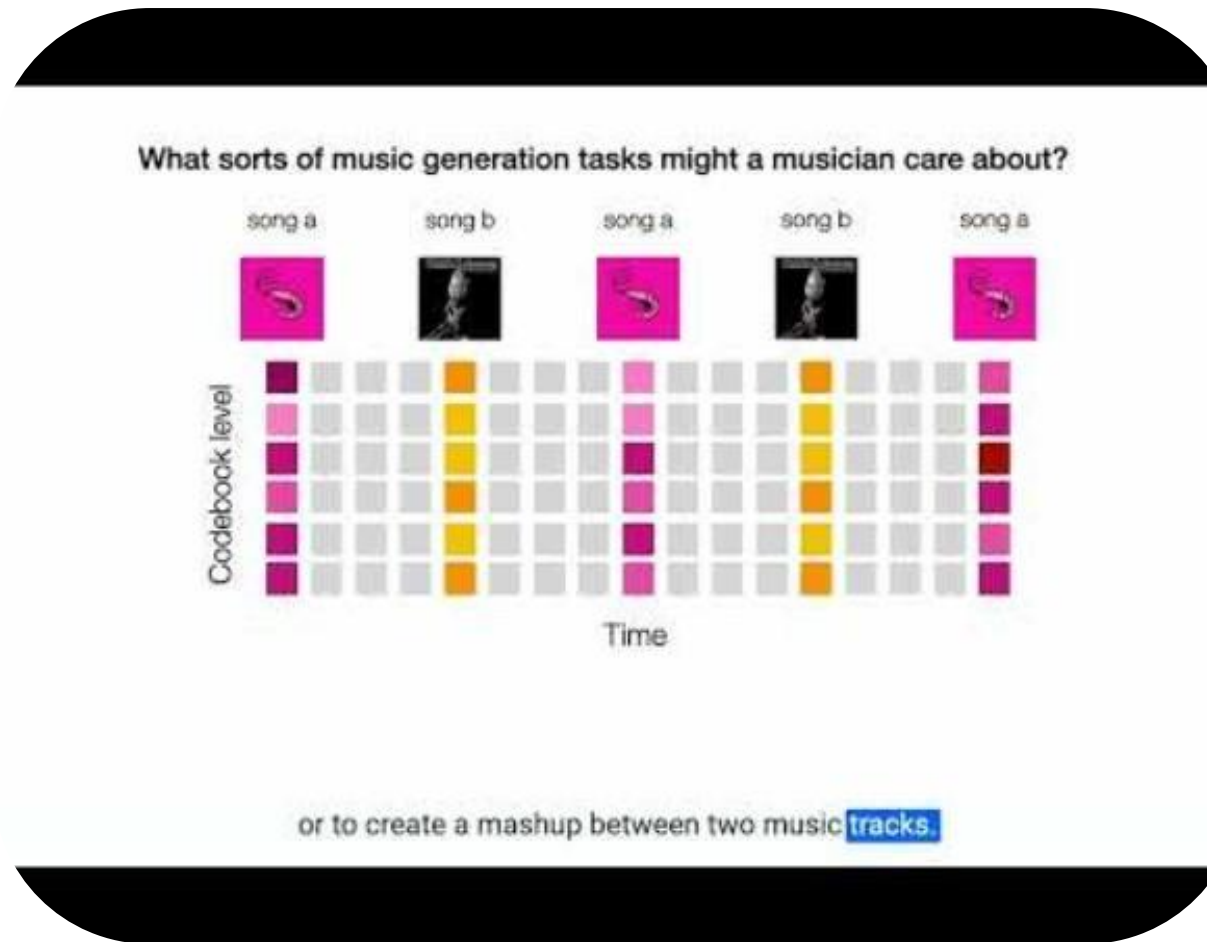 What sorts of music generation tasks might a musician care about?
song a song b song a song b song a
Codebook level
Time
or to create a mashup between two music tracks.